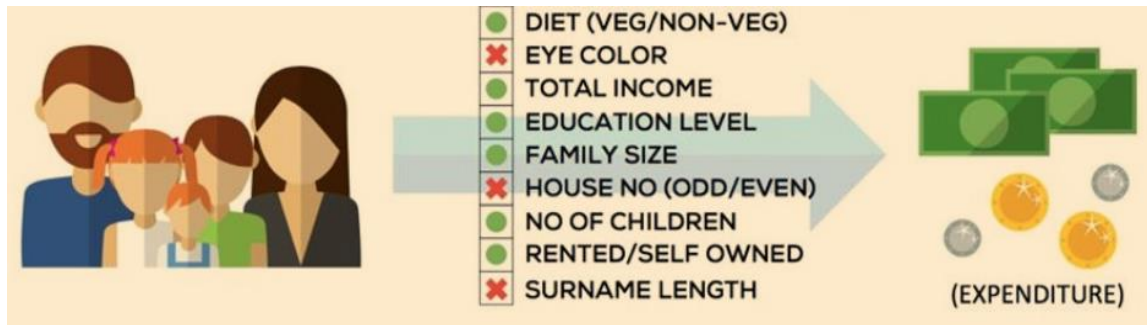 DIET (VEG/NON-VEG)
EYE COLOR
TOTAL INCOME
EDUCATION LEVEL
FAMILY SIZE
HOUSE NO (ODD/EVEN)
NO OF CHILDREN
RENTED/SELF OWNED
SURNAME LENGTH
(EXPENDITURE)